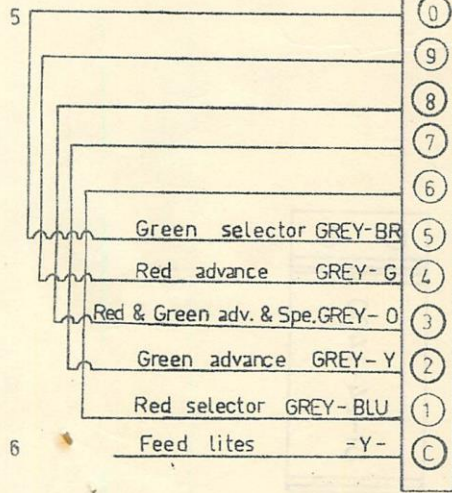 5 0
9
8
7
6
Green selector GREY-BR 5
Red advance GREY-G 4
Red & Green adv. & Spe. GREY-O 3
Green advance GREY-Y 2
Red selector GREY-BLU 1
6 Feed lites -Y- C